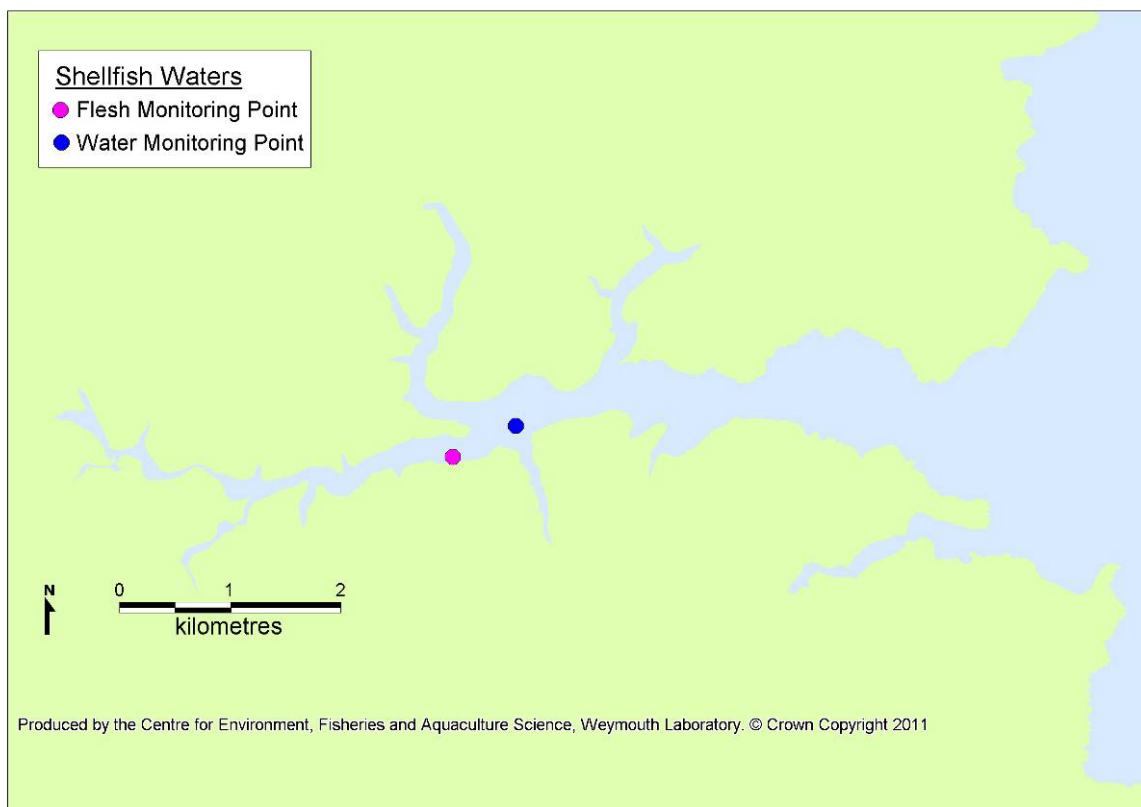 Shellfish Waters
Flesh Monitoring Point
Water Monitoring Point
N
0 1 2
kilometres
Produced by the Centre for Environment, Fisheries and Aquaculture Science, Weymouth Laboratory. © Crown Copyright 2011